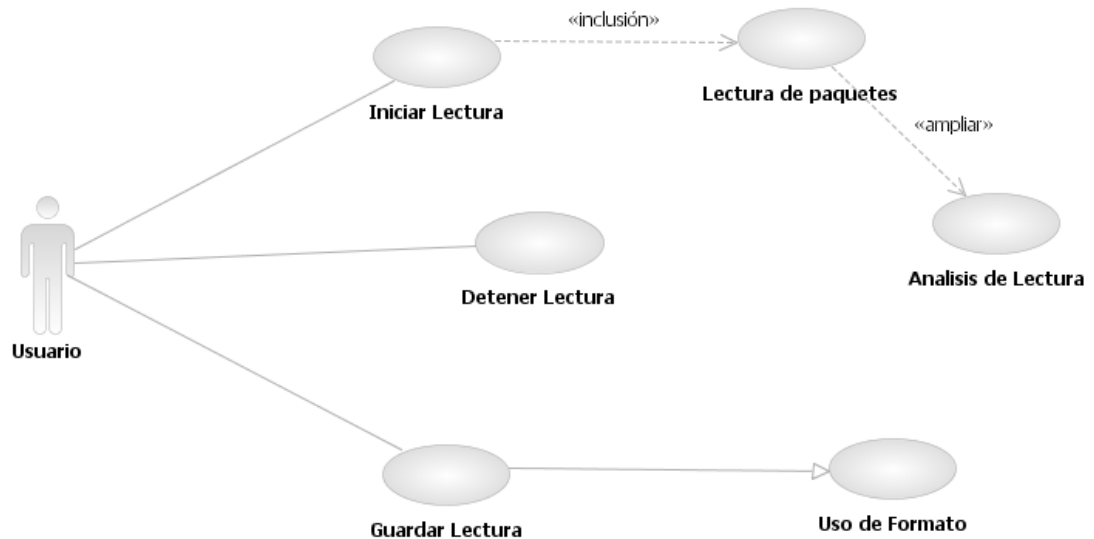 «inclusión»
Iniciar Lectura
Lectura de paquetes
«ampliar»
Analisis de Lectura
Detener Lectura
Usuario
Guardar Lectura
Uso de Formato